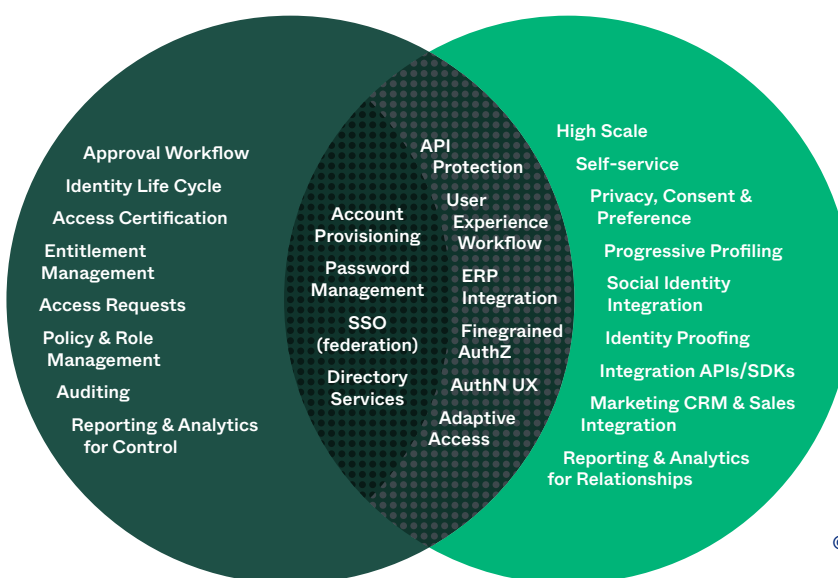 Approval Workflow
Identity Life Cycle
Access Certification
Entitlement
Management
Access Requests
Policy & Role
Management
Auditing
Reporting & Analytics
for Control
Account
Provisioning
Password
Management
SSO
(federation)
Directory
Services
API
Protection
User
Experience
Workflow
ERP
Integration
Finegrained
AuthZ
AuthN UX
Adaptive
Access
High Scale
Self-service
Privacy, Consent &
Preference
Progressive Profiling
Social Identity
Integration
Identity Proofing
Integration APIs/SDKs
Marketing CRM & Sales
Integration
Reporting & Analytics
for Relationships
©